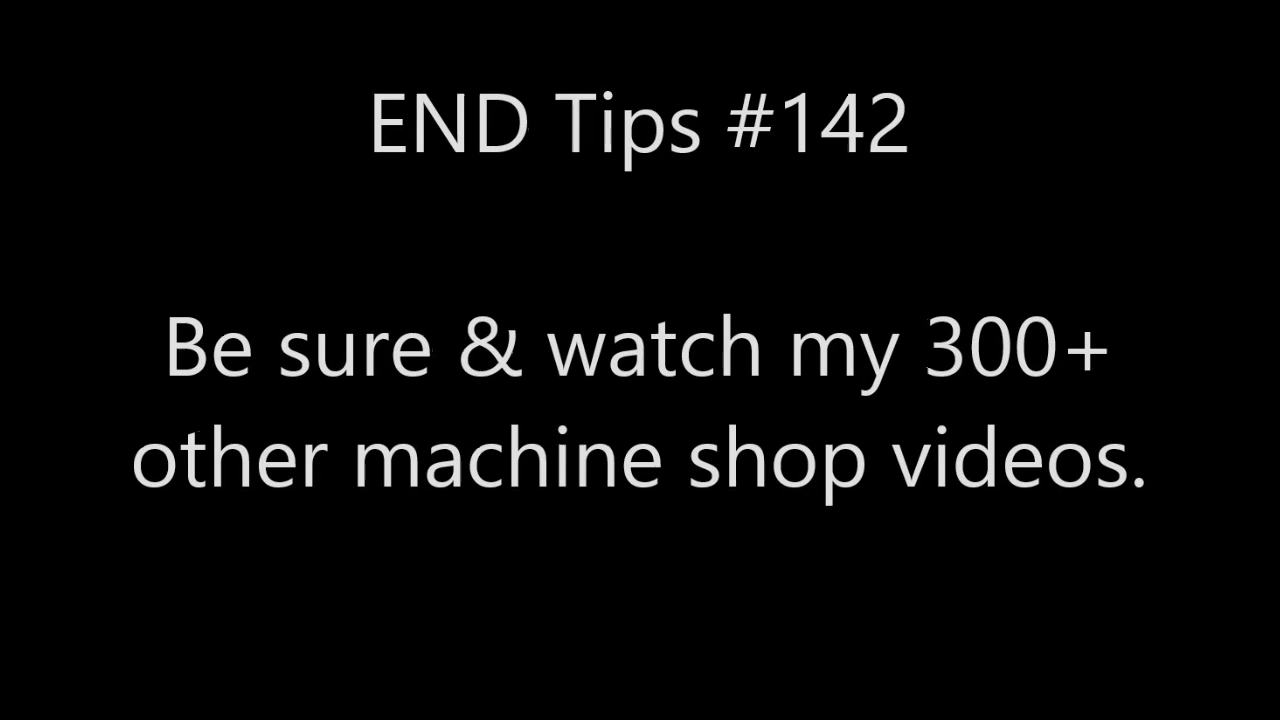 END Tips #142
Be sure & watch my 300+
other machine shop videos.